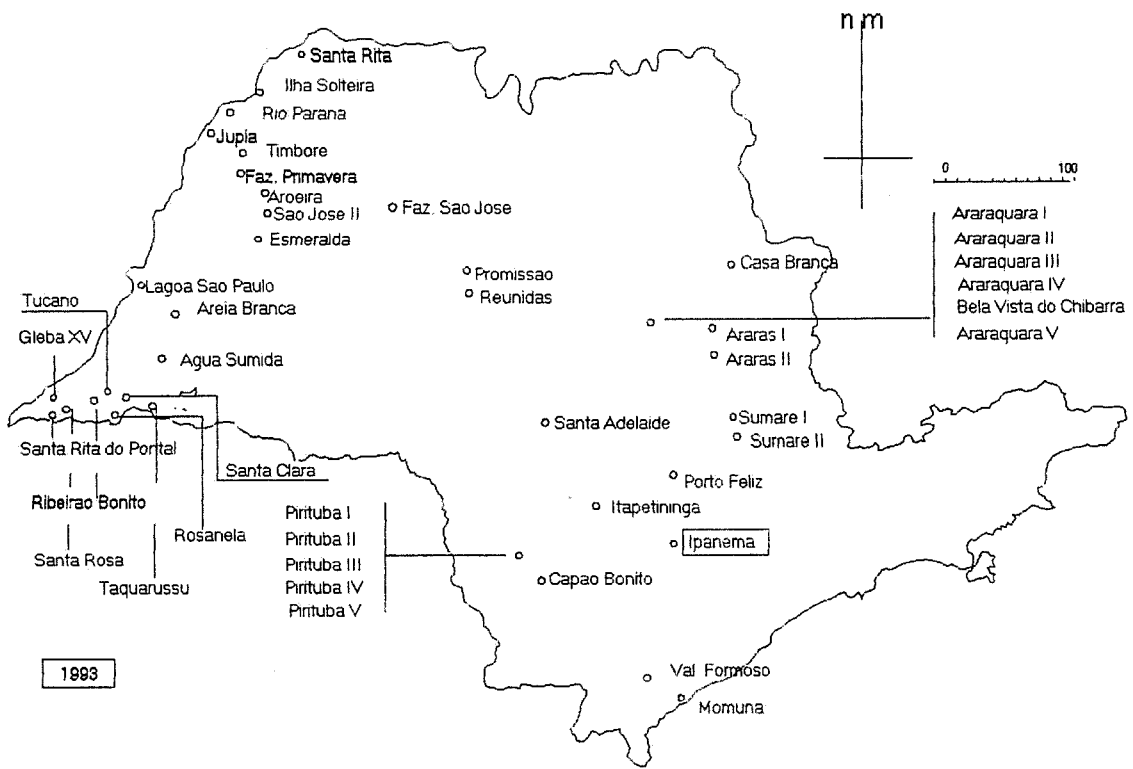 n m
Santa Rita
Ilha Solteira
Rio Parana
Jupia
Timbore
Faz. Primavera
Aroeira
Sao Jose II
Faz. Sao Jose
Esmeralda
0 100
Araraquara I
Araraquara II
Araraquara III
Araraquara IV
Bela Vista do Chibarra
Araraquara V
Casa Branca
Promissao
Reunidas
Lagoa Sao Paulo
Areia Branca
Tucano
Gleba XV
Agua Sumida
Araras I
Araras II
Santa Adelaide
Sumare I
Sumare II
Santa Rita do Pontal
Santa Clara
Porto Feliz
Ribeirao Bonito
Itapetininga
Rosanela
Ipanema
Santa Rosa
Taquarussu
Pirituba I
Pirituba II
Pirituba III
Pirituba IV
Pirituba V
Capao Bonito
1993
Val Formoso
Momuna